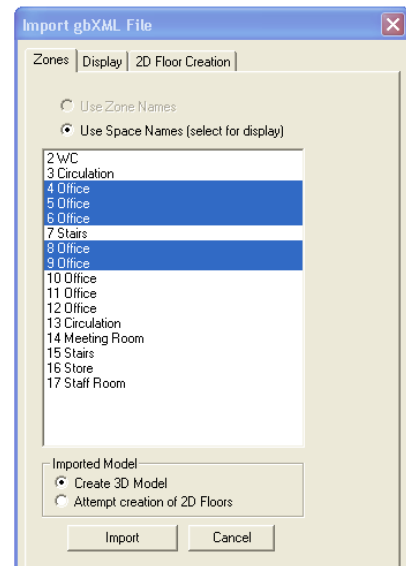 Import gbXML File
Zones Display 2D Floor Creation
Use Zone Names
Use Space Names (select for display)
2 WC
3 Circulation
4 Office
5 Office
6 Office
7 Stairs
8 Office
9 Office
10 Office
11 Office
12 Office
13 Circulation
14 Meeting Room
15 Stairs
16 Store
17 Staff Room
Imported Model
Create 3D Model
Attempt creation of 2D Floors
Import Cancel